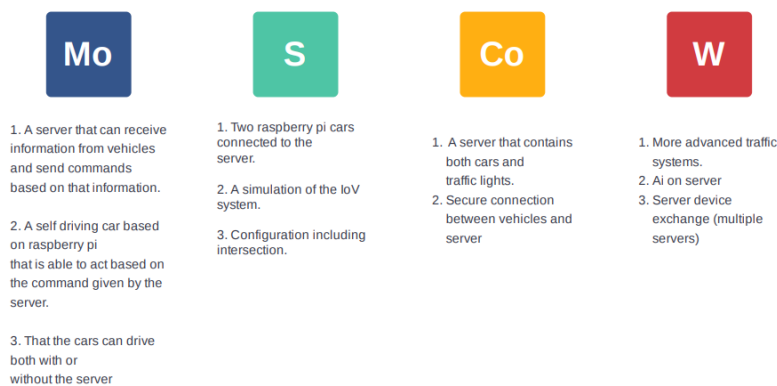 Mo
S
Co
W
1. A server that can receive
information from vehicles
and send commands
based on that information.
2. A self driving car based
on raspberry pi
that is able to act based on
the command given by the
server.
3. That the cars can drive
both with or
without the server
1. Two raspberry pi cars
connected to the
server.
2. A simulation of the IoV
system.
3. Configuration including
intersection.
1. A server that contains
both cars and
traffic lights.
2. Secure connection
between vehicles and
server
1. More advanced traffic
systems.
2. Ai on server
3. Server device
exchange (multiple
servers)